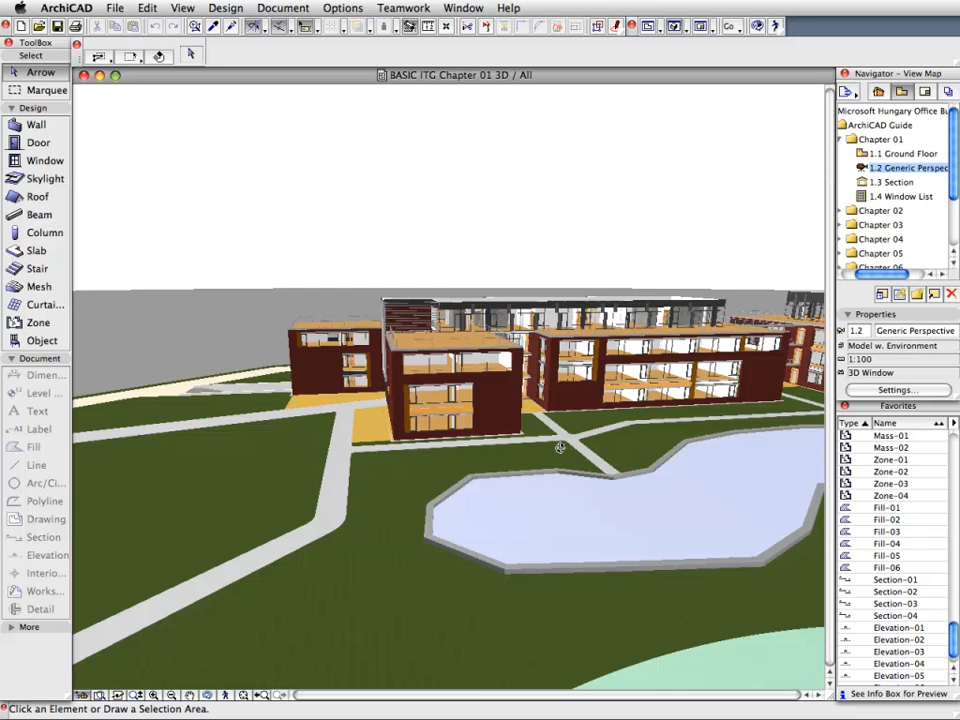 ArchiCAD File Edit View Design Document Options Teamwork Window Help
Go...
ToolBox
Select
Arrow
Marquee
Design
Wall
Door
Window
Skylight
Roof
Beam
Column
Slab
Stair
Mesh
Curtai...
Zone
Object
Document
Dimen...
Level ...
Text
Label
Fill
Line
Arc/Ci...
Polyline
Drawing
Section
Elevation
Interio...
Works...
Detail
More
BASIC ITG Chapter 01 3D / All
Navigator - View Map
Microsoft Hungary Office Bu
ArchiCAD Guide
Chapter 01
1.1 Ground Floor
1.2 Generic Perspec
1.3 Section
1.4 Window List
Chapter 02
Chapter 03
Chapter 04
Chapter 05
Chapter 06
Properties
1.2 Generic Perspective
Model w. Environment
1:100
3D Window
Settings...
Favorites
Type Name
Mass-01
Mass-02
Zone-01
Zone-02
Zone-03
Zone-04
Fill-01
Fill-02
Fill-03
Fill-04
Fill-05
Fill-06
Section-01
Section-02
Section-03
Section-04
Elevation-01
Elevation-02
Elevation-03
Elevation-04
Elevation-05
See Info Box for Preview
Click an Element or Draw a Selection Area.